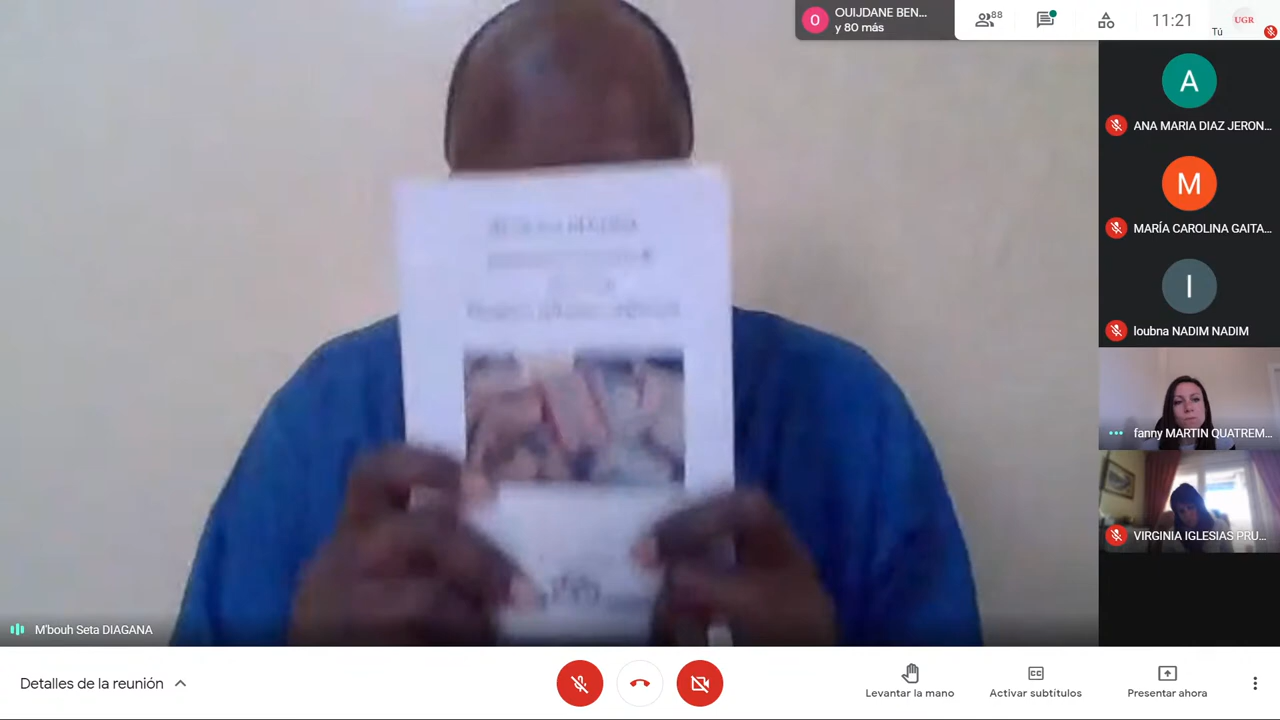 O
OUIJDANE BEN...
y 80 más
88
11:21
UGR
Tú
A
ANA MARIA DIAZ JERON...
M
MARÍA CAROLINA GAITA...
l
loubna NADIM NADIM
fanny MARTIN QUATREM...
VIRGINIA IGLESIAS PRU...
M'bouh Seta DIAGANA
Detalles de la reunión
Levantar la mano
CC
Activar subtítulos
Presentar ahora